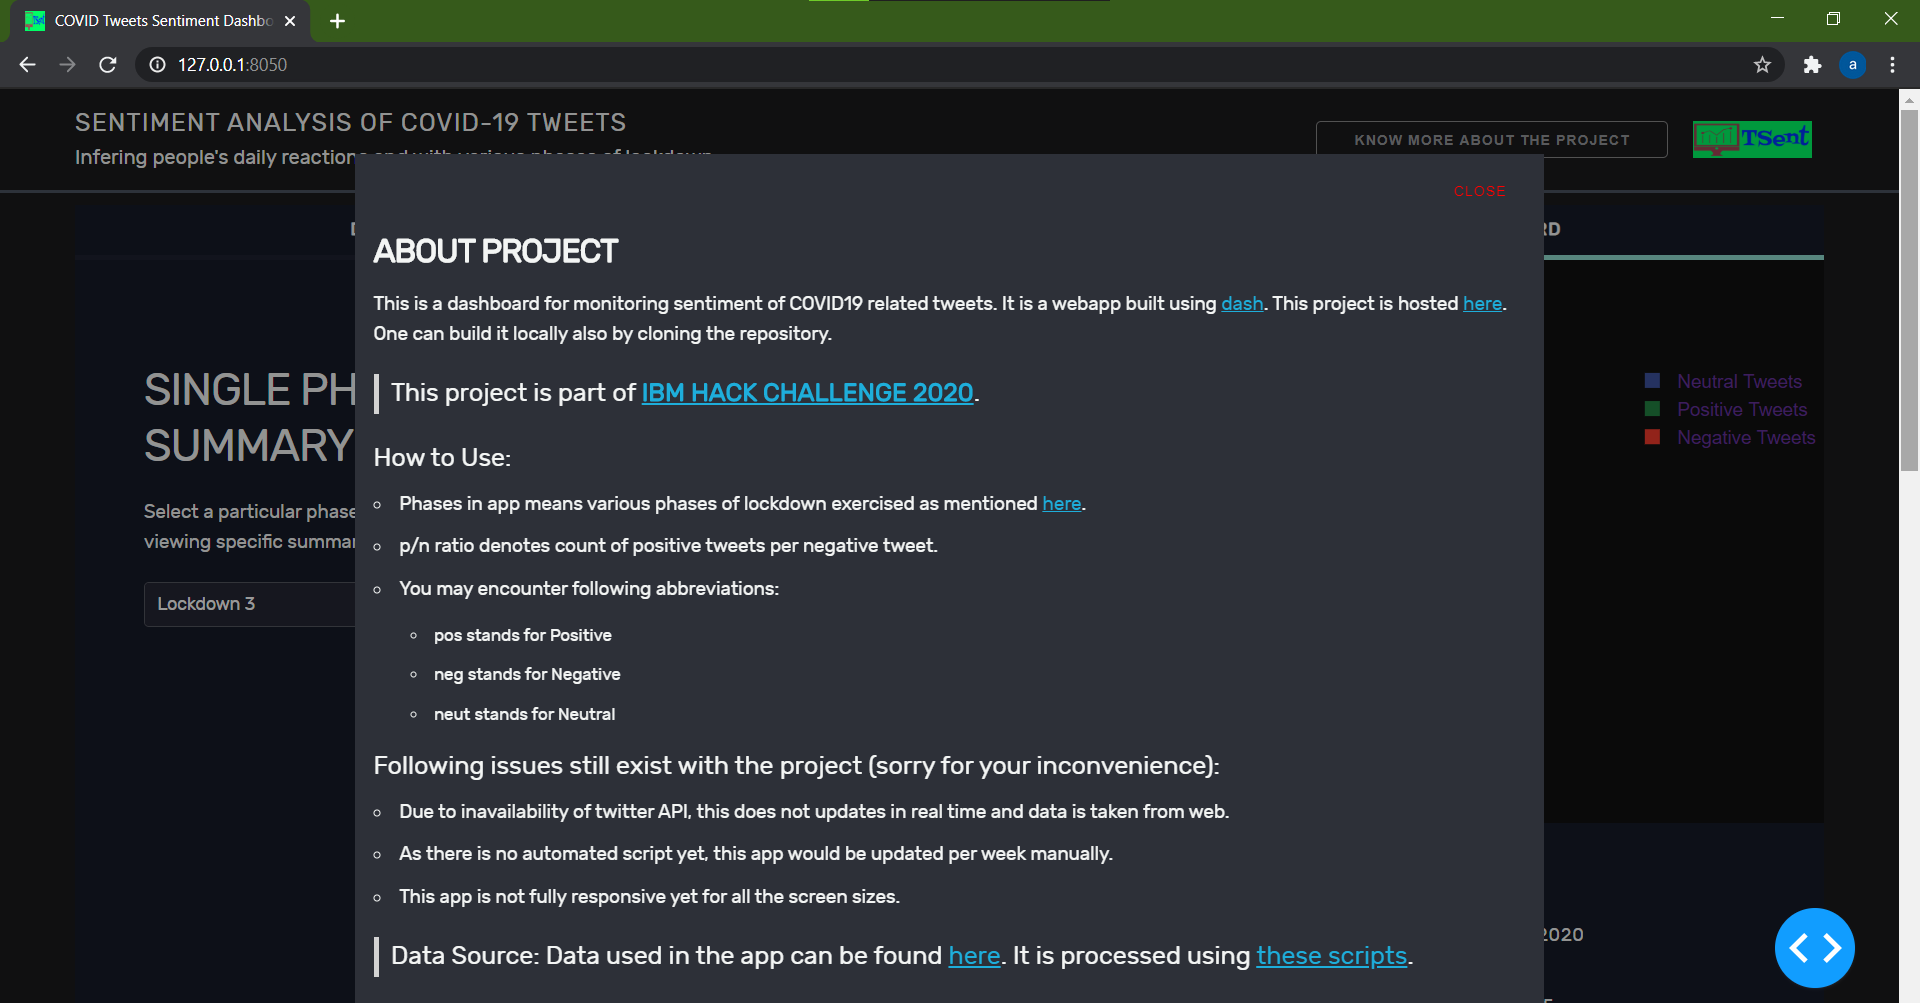 COVID Tweets Sentiment Dashbo
127.0.0.1:8050
a
SENTIMENT ANALYSIS OF COVID-19 TWEETS
Infering people's daily reaction
KNOW MORE ABOUT THE PROJECT
TSent
CLOSE
RD
ABOUT PROJECT
This is a dashboard for monitoring sentiment of COVID19 related tweets. It is a webapp built using dash. This project is hosted here.
One can build it locally also by cloning the repository.
This project is part of IBM HACK CHALLENGE 2020.
How to Use:
Phases in app means various phases of lockdown exercised as mentioned here.
p/n ratio denotes count of positive tweets per negative tweet.
You may encounter following abbreviations:
pos stands for Positive
neg stands for Negative
neut stands for Neutral
Following issues still exist with the project (sorry for your inconvenience):
Due to inavailability of twitter API, this does not updates in real time and data is taken from web.
As there is no automated script yet, this app would be updated per week manually.
This app is not fully responsive yet for all the screen sizes.
Data Source: Data used in the app can be found here. It is processed using these scripts.
SINGLE PH
SUMMARY
Select a particular phase
viewing specific summar
Lockdown 3
Neutral Tweets
Positive Tweets
Negative Tweets
2020